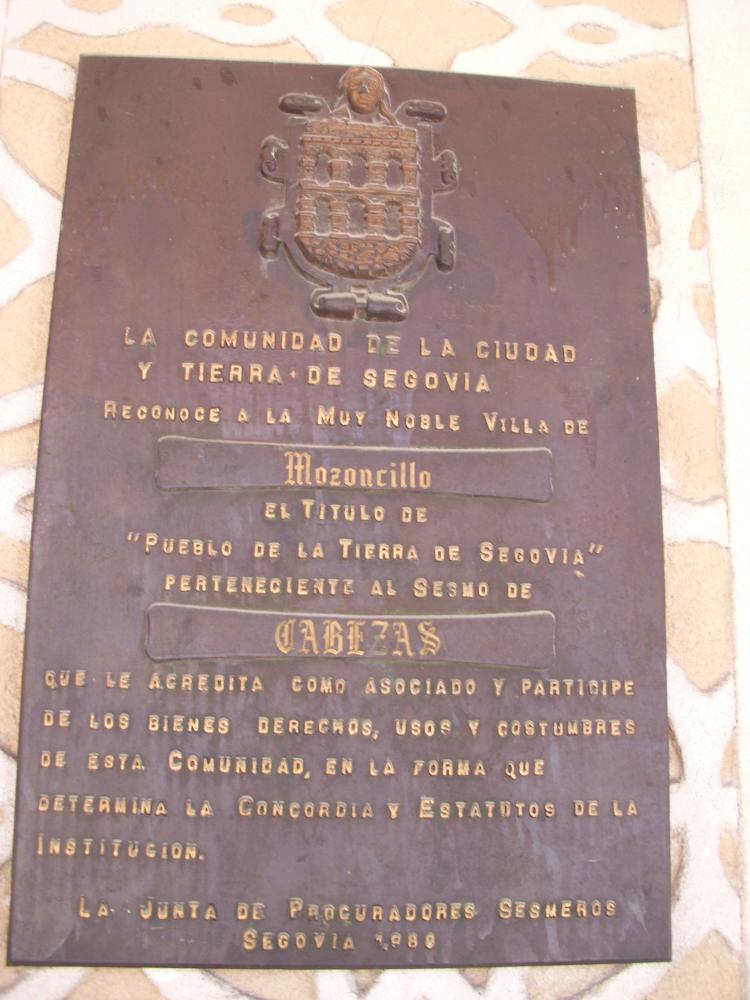 LA COMUNIDAD DE LA CIUDAD
Y TIERRA DE SEGOVIA
RECONOCE A LA MUY NOBLE VILLA DE
Mozoncillo
EL TITULO DE
"PUEBLO DE LA TIERRA DE SEGOVIA"
PERTENECIENTE AL SESMO DE
CABEZAS
QUE LE ACREDITA COMO ASOCIADO Y PARTICIPE
DE LOS BIENES DERECHOS, USOS Y COSTUMBRES
DE ESTA COMUNIDAD, EN LA FORMA QUE
DETERMINA LA CONCORDIA Y ESTATUTOS DE LA
INSTITUCION.
LA JUNTA DE PROCURADORES SESMEROS
SEGOVIA